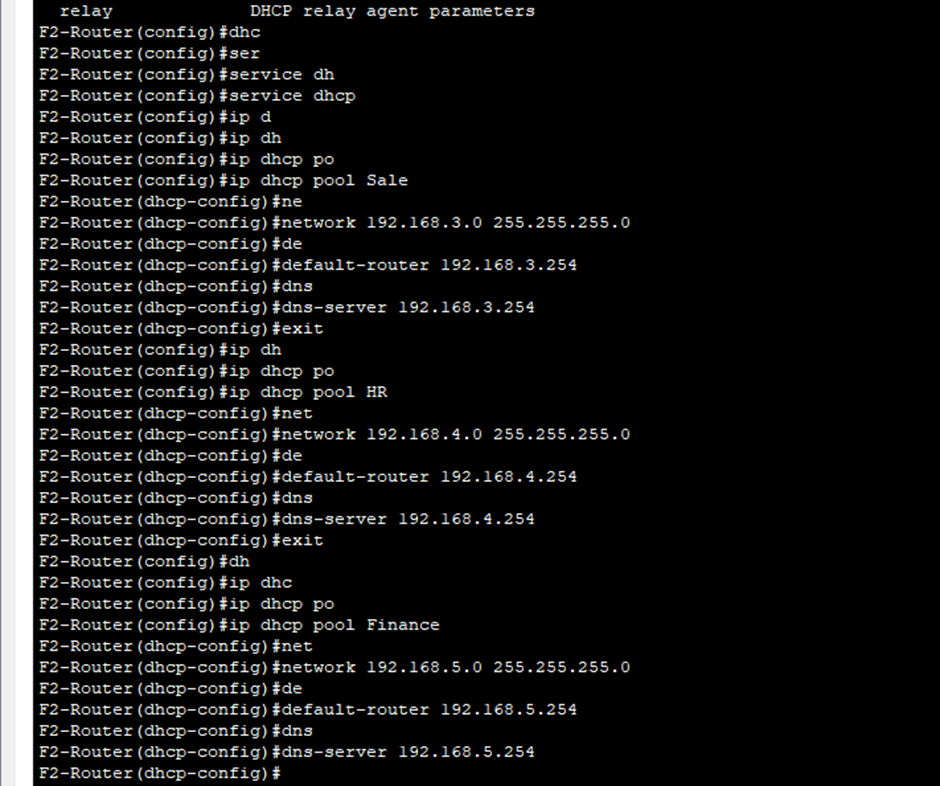 relay DHCP relay agent parameters
F2-Router(config)#dhc
F2-Router(config)#ser
F2-Router(config)#service dh
F2-Router(config)#service dhcp
F2-Router(config)#ip d
F2-Router(config)#ip dh
F2-Router(config)#ip dhcp po
F2-Router(config)#ip dhcp pool Sale
F2-Router(dhcp-config)#ne
F2-Router(dhcp-config)#network 192.168.3.0 255.255.255.0
F2-Router(dhcp-config)#de
F2-Router(dhcp-config)#default-router 192.168.3.254
F2-Router(dhcp-config)#dns
F2-Router(dhcp-config)#dns-server 192.168.3.254
F2-Router(dhcp-config)#exit
F2-Router(config)#ip dh
F2-Router(config)#ip dhcp po
F2-Router(config)#ip dhcp pool HR
F2-Router(dhcp-config)#net
F2-Router(dhcp-config)#network 192.168.4.0 255.255.255.0
F2-Router(dhcp-config)#de
F2-Router(dhcp-config)#default-router 192.168.4.254
F2-Router(dhcp-config)#dns
F2-Router(dhcp-config)#dns-server 192.168.4.254
F2-Router(dhcp-config)#exit
F2-Router(config)#dh
F2-Router(config)#ip dhc
F2-Router(config)#ip dhcp po
F2-Router(config)#ip dhcp pool Finance
F2-Router(dhcp-config)#net
F2-Router(dhcp-config)#network 192.168.5.0 255.255.255.0
F2-Router(dhcp-config)#de
F2-Router(dhcp-config)#default-router 192.168.5.254
F2-Router(dhcp-config)#dns
F2-Router(dhcp-config)#dns-server 192.168.5.254
F2-Router(dhcp-config)#